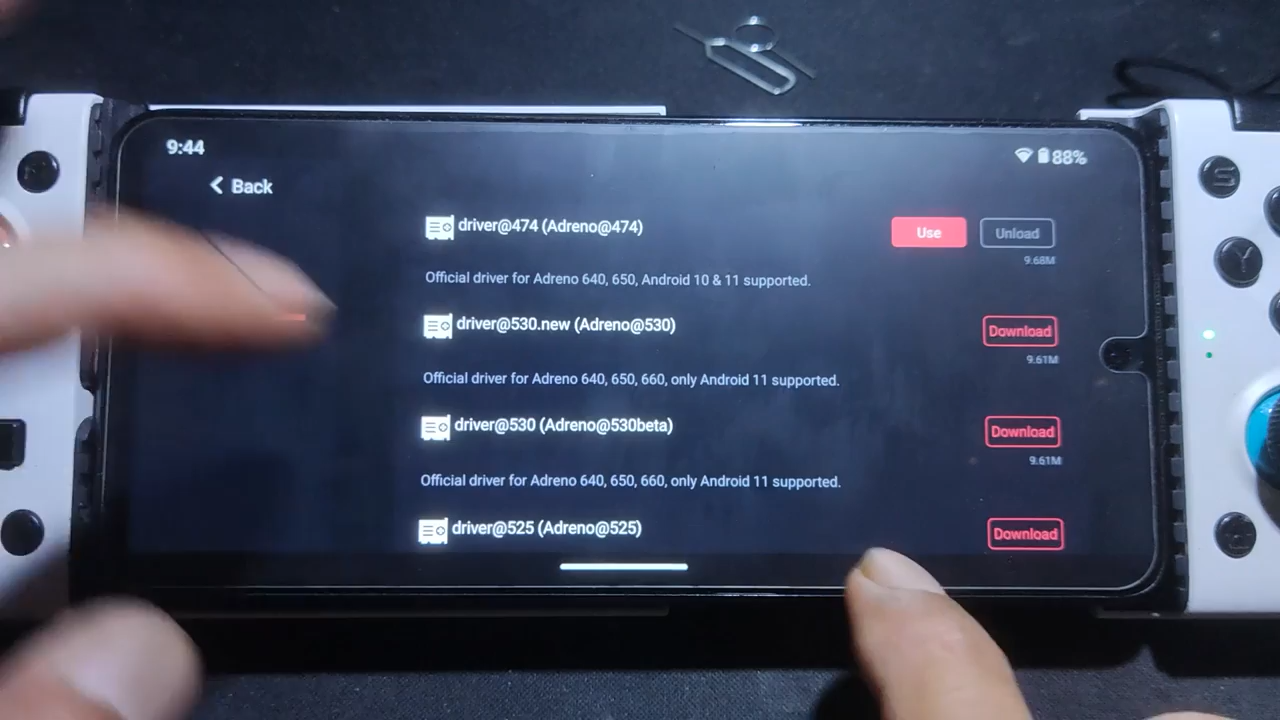 9:44
88%
Back
driver@474 (Adreno@474)
Use
Unload
9.68M
Official driver for Adreno 640, 650, Android 10 & 11 supported.
driver@530.new (Adreno@530)
Download
9.61M
Official driver for Adreno 640, 650, 660, only Android 11 supported.
driver@530 (Adreno@530beta)
Download
9.61M
Official driver for Adreno 640, 650, 660, only Android 11 supported.
driver@525 (Adreno@525)
Download
S
Y